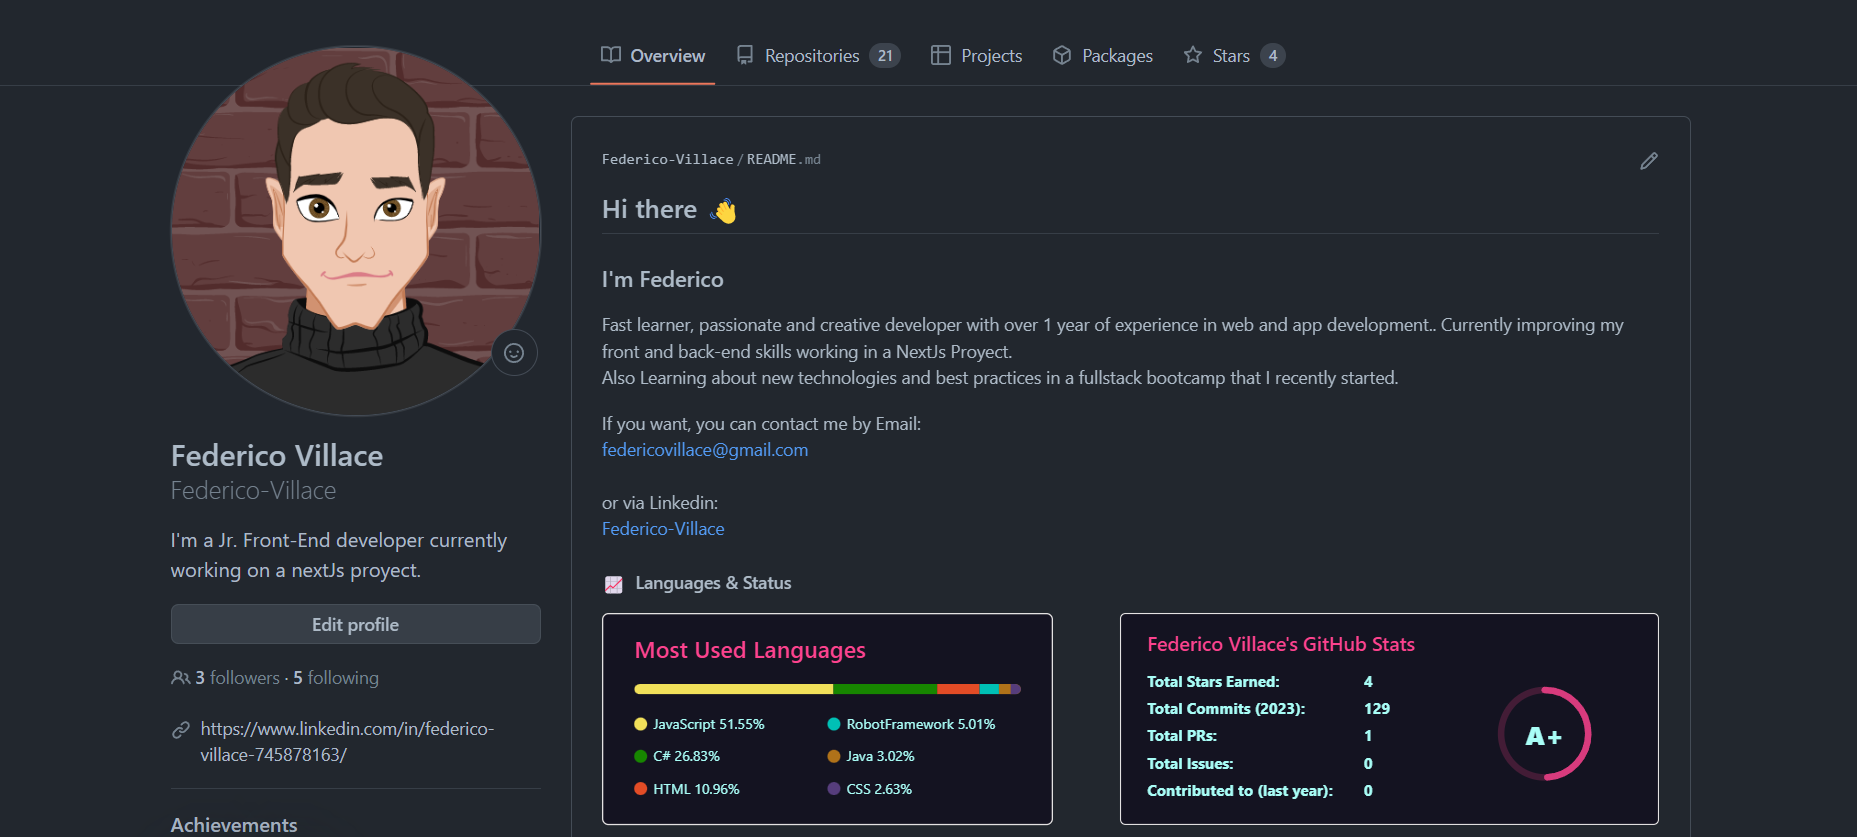 Overview Repositories 21 Projects Packages Stars 4
Federico Villace
Federico-Villace
I'm a Jr. Front-End developer currently
working on a nextJs proyect.
Edit profile
3 followers · 5 following
https://www.linkedin.com/in/federico-
villace-745878163/
Achievements
Federico-Villace/README.md
Hi there 👋
I'm Federico
Fast learner, passionate and creative developer with over 1 year of experience in web and app development.. Currently improving my
front and back-end skills working in a NextJs Proyect.
Also Learning about new technologies and best practices in a fullstack bootcamp that I recently started.
If you want, you can contact me by Email:
federicovillace@gmail.com
or via Linkedin:
Federico-Villace
📈 Languages & Status
Most Used Languages
JavaScript 51.55%
C# 26.83%
HTML 10.96%
RobotFramework 5.01%
Java 3.02%
CSS 2.63%
Federico Villace's GitHub Stats
Total Stars Earned: 4
Total Commits (2023): 129
Total PRs: 1
Total Issues: 0
Contributed to (last year): 0
A+